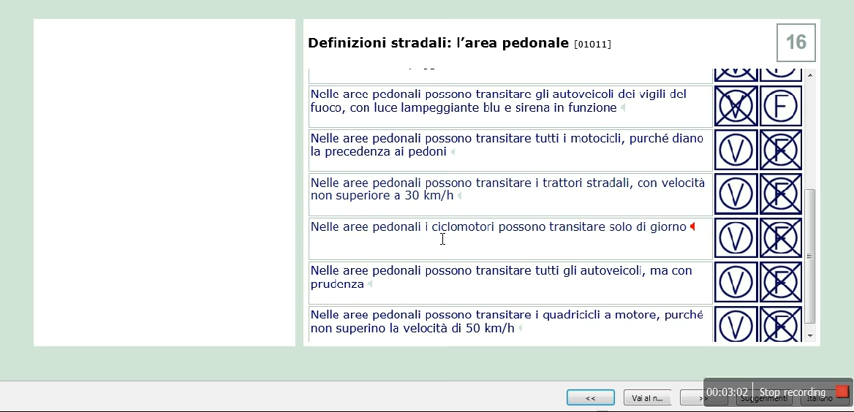 Definizioni stradali: l'area pedonale [01011]
16
Nelle aree pedonali possono transitare gli autoveicoli dei vigili del
fuoco, con luce lampeggiante blu e sirena in funzione
V F
Nelle aree pedonali possono transitare tutti i motocicli, purché diano
la precedenza ai pedoni
V F
Nelle aree pedonali possono transitare i trattori stradali, con velocità
non superiore a 30 km/h
V F
Nelle aree pedonali i ciclomotori possono transitare solo di giorno
V F
Nelle aree pedonali possono transitare tutti gli autoveicoli, ma con
prudenza
V F
Nelle aree pedonali possono transitare i quadricicli a motore, purché
non superino la velocità di 50 km/h
V F
<< Vai al n... >> Suggerimenti Italiano
00:03:02 Stop recording